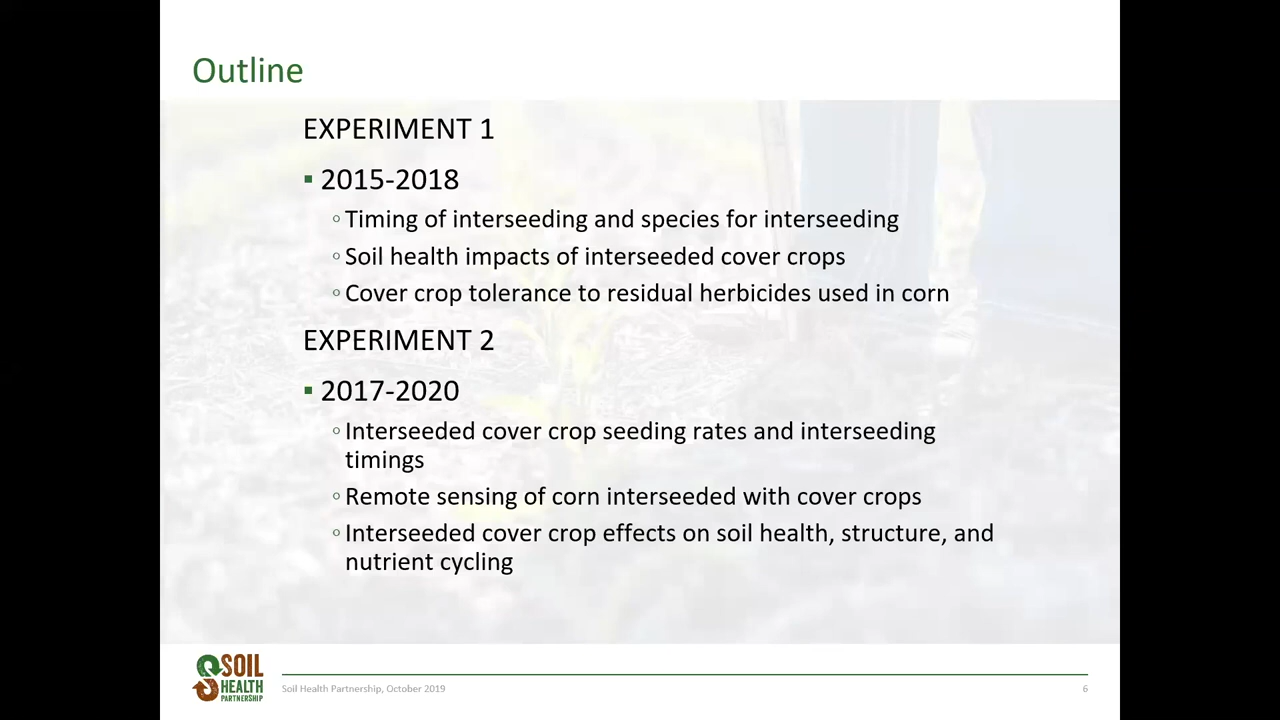 Outline
EXPERIMENT 1
▪ 2015-2018
◦ Timing of interseeding and species for interseeding
◦ Soil health impacts of interseeded cover crops
◦ Cover crop tolerance to residual herbicides used in corn
EXPERIMENT 2
▪ 2017-2020
◦ Interseeded cover crop seeding rates and interseeding
timings
◦ Remote sensing of corn interseeded with cover crops
◦ Interseeded cover crop effects on soil health, structure, and
nutrient cycling
SOIL
HEALTH
PARTNERSHIP
Soil Health Partnership, October 2019
6